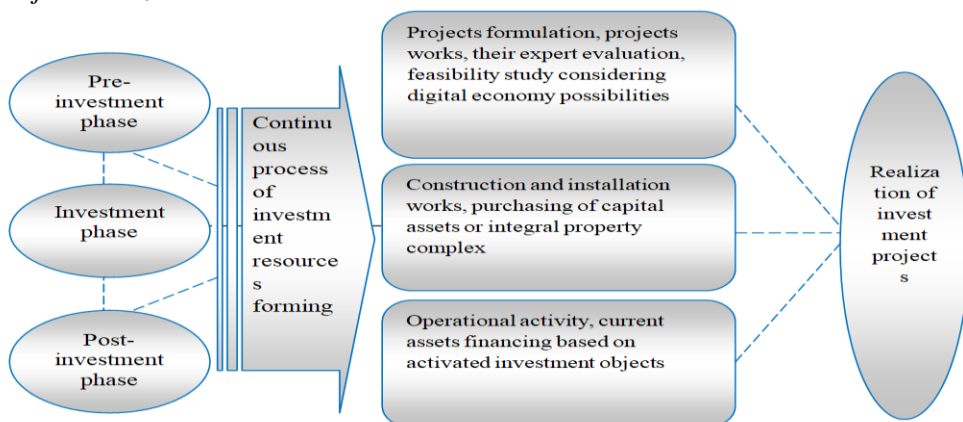 Pre-
investment
phase
Investment
phase
Post-
investment
phase
Continu
ous
process
of
investm
ent
resource
s
forming
Projects formulation, projects
works, their expert evaluation,
feasibility study considering
digital economy possibilities
Construction and installation
works, purchasing of capital
assets or integral property
complex
Operational activity, current
assets financing based on
activated investment objects
Realiza
tion of
invest
ment
project
s